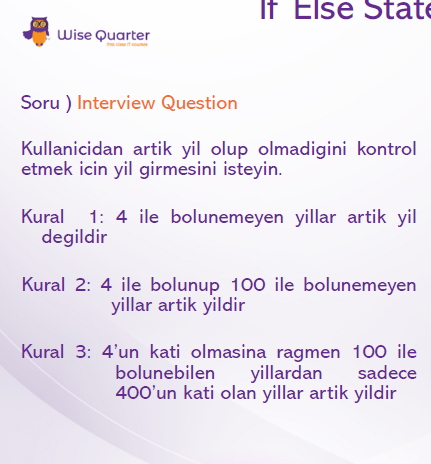 If Else State
Wise Quarter
first class IT courses
Soru ) Interview Question
Kullanicidan artik yil olup olmadigini kontrol
etmek icin yil girmesini isteyin.
Kural 1: 4 ile bolunemeyen yillar artik yil
degildir
Kural 2: 4 ile bolunup 100 ile bolunemeyen
yillar artik yildir
Kural 3: 4'un kati olmasina ragmen 100 ile
bolunebilen yillardan sadece
400'un kati olan yillar artik yildir